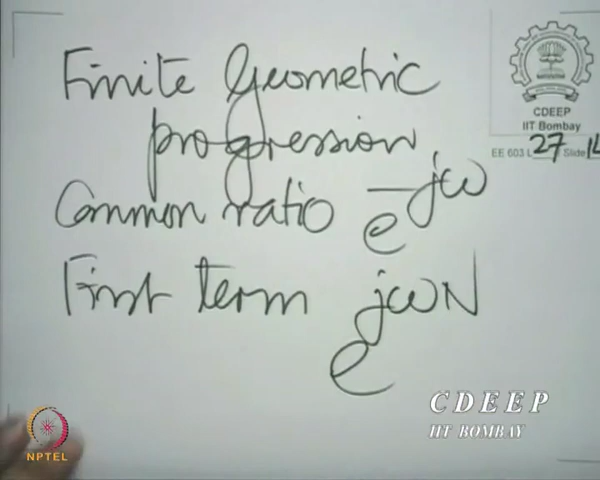 Finite Geometric
progression
Common ratio e^-jω
First term e^jωN
CDEEP
IIT Bombay
EE 603 L 27 Slide 14
CDEEP
IIT BOMBAY
NPTEL